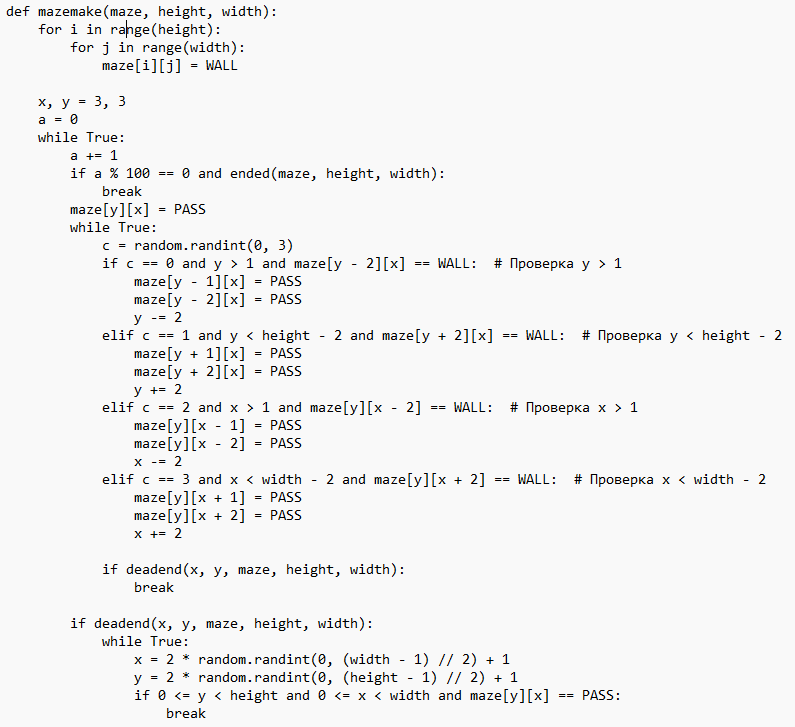 def mazemake(maze, height, width):
    for i in range(height):
        for j in range(width):
            maze[i][j] = WALL

    x, y = 3, 3
    a = 0
    while True:
        a += 1
        if a % 100 == 0 and ended(maze, height, width):
            break
        maze[y][x] = PASS
        while True:
            c = random.randint(0, 3)
            if c == 0 and y > 1 and maze[y - 2][x] == WALL:  # Проверка y > 1
                maze[y - 1][x] = PASS
                maze[y - 2][x] = PASS
                y -= 2
            elif c == 1 and y < height - 2 and maze[y + 2][x] == WALL:  # Проверка y < height - 2
                maze[y + 1][x] = PASS
                maze[y + 2][x] = PASS
                y += 2
            elif c == 2 and x > 1 and maze[y][x - 2] == WALL:  # Проверка x > 1
                maze[y][x - 1] = PASS
                maze[y][x - 2] = PASS
                x -= 2
            elif c == 3 and x < width - 2 and maze[y][x + 2] == WALL:  # Проверка x < width - 2
                maze[y][x + 1] = PASS
                maze[y][x + 2] = PASS
                x += 2

            if deadend(x, y, maze, height, width):
                break

        if deadend(x, y, maze, height, width):
            while True:
                x = 2 * random.randint(0, (width - 1) // 2) + 1
                y = 2 * random.randint(0, (height - 1) // 2) + 1
                if 0 <= y < height and 0 <= x < width and maze[y][x] == PASS:
                    break